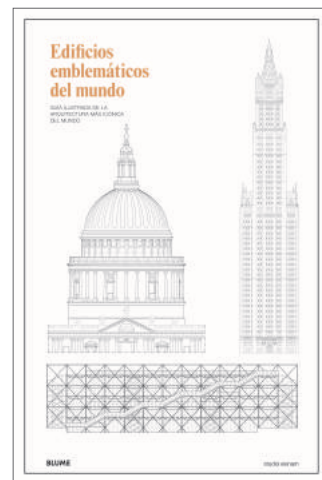 Edificios
emblemáticos
del mundo
GUÍA ILUSTRADA DE LA
ARQUITECTURA MÁS ICÓNICA
DEL MUNDO
BLUME